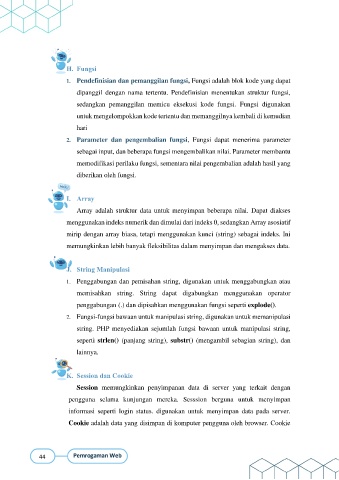 H. Fungsi
1. Pendefinisian dan pemanggilan fungsi, Fungsi adalah blok kode yang dapat
dipanggil dengan nama tertentu. Pendefinisian menentukan struktur fungsi,
sedangkan pemanggilan memicu eksekusi kode fungsi. Fungsi digunakan
untuk mengelompokkan kode tertentu dan memanggilnya kembali di kemudian
hari
2. Parameter dan pengembalian fungsi, Fungsi dapat menerima parameter
sebagai input, dan beberapa fungsi mengembalikan nilai. Parameter membantu
memodifikasi perilaku fungsi, sementara nilai pengembalian adalah hasil yang
diberikan oleh fungsi.
I. Array
Array adalah struktur data untuk menyimpan beberapa nilai. Dapat diakses
menggunakan indeks numerik dan dimulai dari indeks 0, sedangkan Array asosiatif
mirip dengan array biasa, tetapi menggunakan kunci (string) sebagai indeks. Ini
memungkinkan lebih banyak fleksibilitas dalam menyimpan dan mengakses data.
J. String Manipulasi
1. Penggabungan dan pemisahan string, digunakan untuk menggabungkan atau
memisahkan string. String dapat digabungkan menggunakan operator
penggabungan (.) dan dipisahkan menggunakan fungsi seperti explode().
2. Fungsi-fungsi bawaan untuk manipulasi string, digunakan untuk memanipulasi
string. PHP menyediakan sejumlah fungsi bawaan untuk manipulasi string,
seperti strlen() (panjang string), substr() (mengambil sebagian string), dan
lainnya.
K. Session dan Cookie
Session memungkinkan penyimpanan data di server yang terkait dengan
pengguna selama kunjungan mereka. Sesssion berguna untuk menyimpan
informasi seperti login status. digunakan untuk menyimpan data pada server.
Cookie adalah data yang disimpan di komputer pengguna oleh browser. Cookie
44 Pemrogaman Web